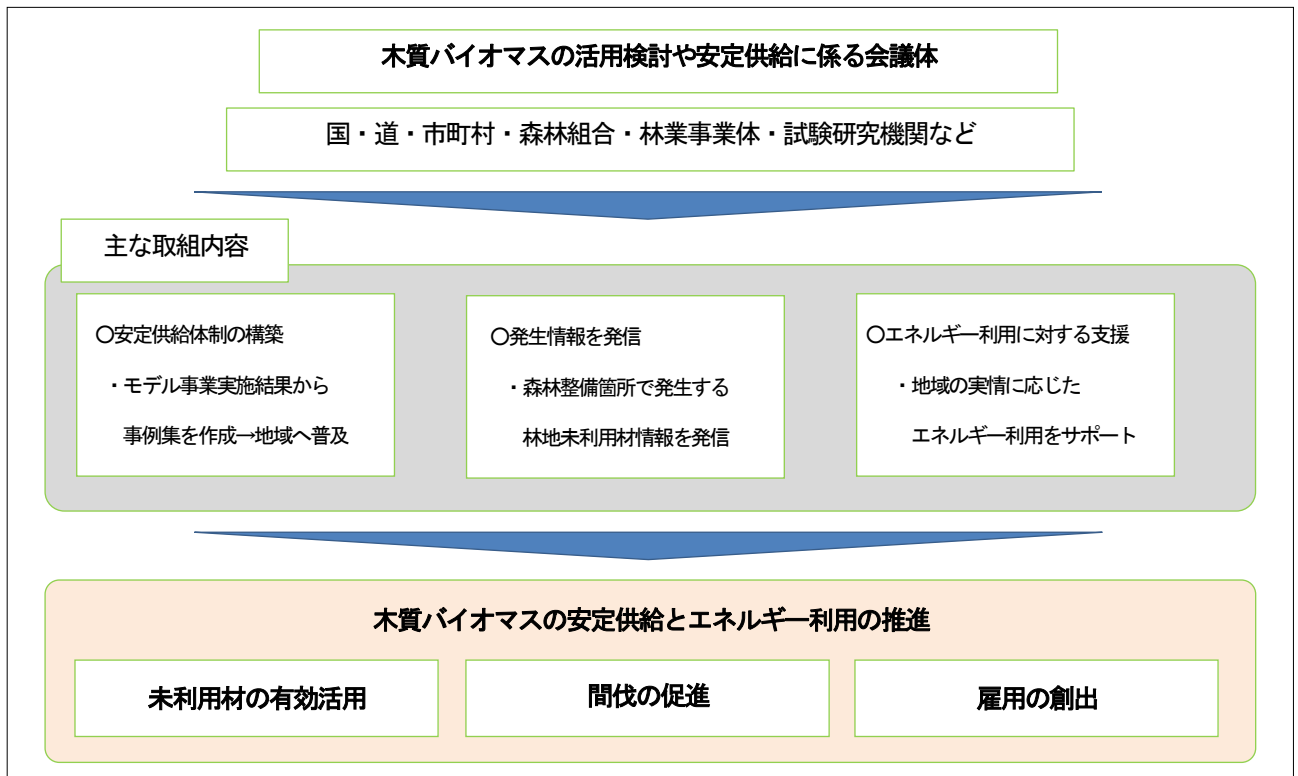 木質バイオマスの活用検討や安定供給に係る会議体
国・道・市町村・森林組合・林業事業体・試験研究機関など
主な取組内容
〇安定供給体制の構築
・モデル事業実施結果から
事例集を作成→地域へ普及
〇発生情報を発信
・森林整備箇所で発生する
林地未利用材情報を発信
〇エネルギー利用に対する支援
・地域の実情に応じた
エネルギー利用をサポート
木質バイオマスの安定供給とエネルギー利用の推進
未利用材の有効活用
間伐の促進
雇用の創出